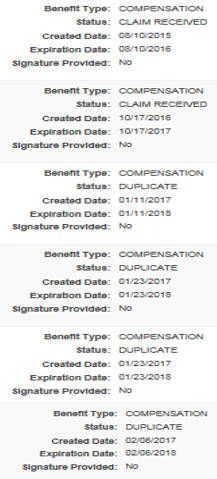 Benefit Type: COMPENSATION
Status: CLAIM RECEIVED
Created Date: 08/10/2015
Expiration Date: 08/10/2016
Signature Provided: No
Benefit Type: COMPENSATION
Status: CLAIM RECEIVED
Created Date: 10/17/2016
Expiration Date: 10/17/2017
Signature Provided: No
Benefit Type: COMPENSATION
Status: DUPLICATE
Created Date: 01/11/2017
Expiration Date: 01/11/2018
Signature Provided: No
Benefit Type: COMPENSATION
Status: DUPLICATE
Created Date: 01/23/2017
Expiration Date: 01/23/2018
Signature Provided: No
Benefit Type: COMPENSATION
Status: DUPLICATE
Created Date: 01/23/2017
Expiration Date: 01/23/2018
Signature Provided: No
Benefit Type: COMPENSATION
Status: DUPLICATE
Created Date: 02/06/2017
Expiration Date: 02/06/2018
Signature Provided: No